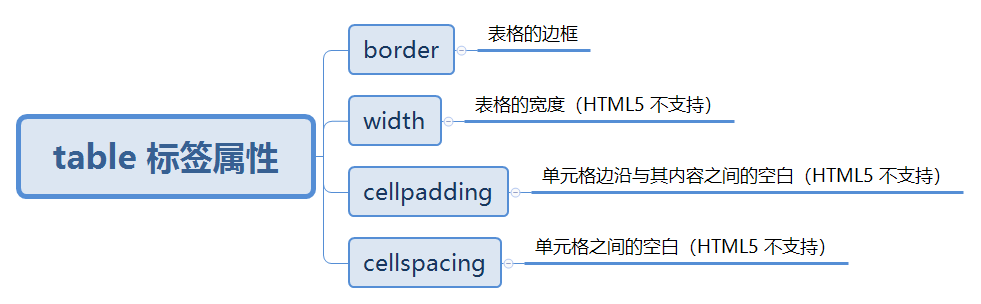 table 标签属性
border
表格的边框
width
表格的宽度（HTML5 不支持）
cellpadding
单元格边沿与其内容之间的空白（HTML5 不支持）
cellspacing
单元格之间的空白（HTML5 不支持）